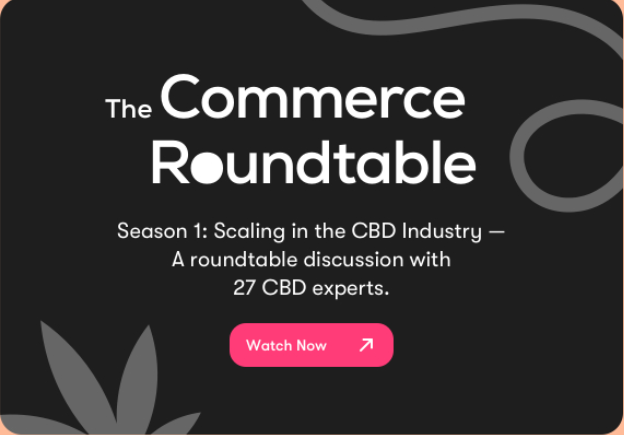 The Commerce
Roundtable
Season 1: Scaling in the CBD Industry —
A roundtable discussion with
27 CBD experts.
Watch Now